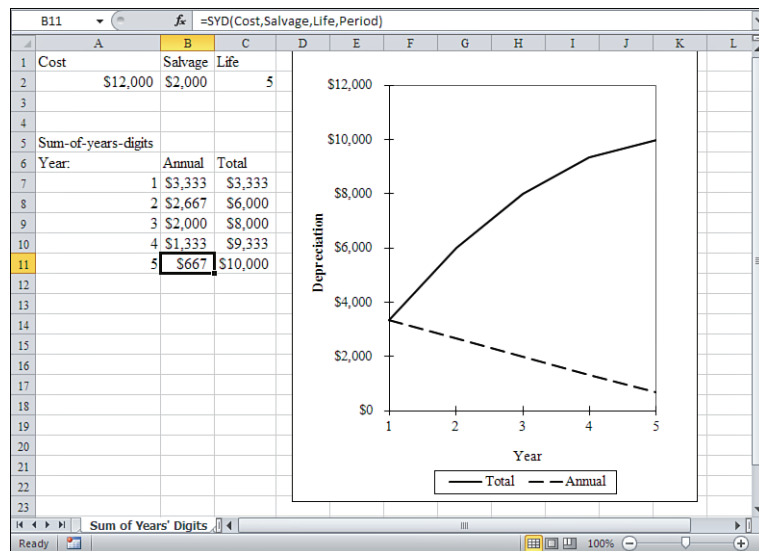 B11 fx =SYD(Cost,Salvage,Life,Period)
A B C D E F G H I J K L
1 Cost Salvage Life
2 $12,000 $2,000 5
3
4
5 Sum-of-years-digits
6 Year: Annual Total
7 1 $3,333 $3,333
8 2 $2,667 $6,000
9 3 $2,000 $8,000
10 4 $1,333 $9,333
11 5 $667 $10,000
12
13
14
15
16
17
18
19
20
21
22
23
$12,000
$10,000
$8,000
$6,000
$4,000
$2,000
$0
Depreciation
1 2 3 4 5
Year
Total Annual
Sum of Years' Digits
Ready 100%